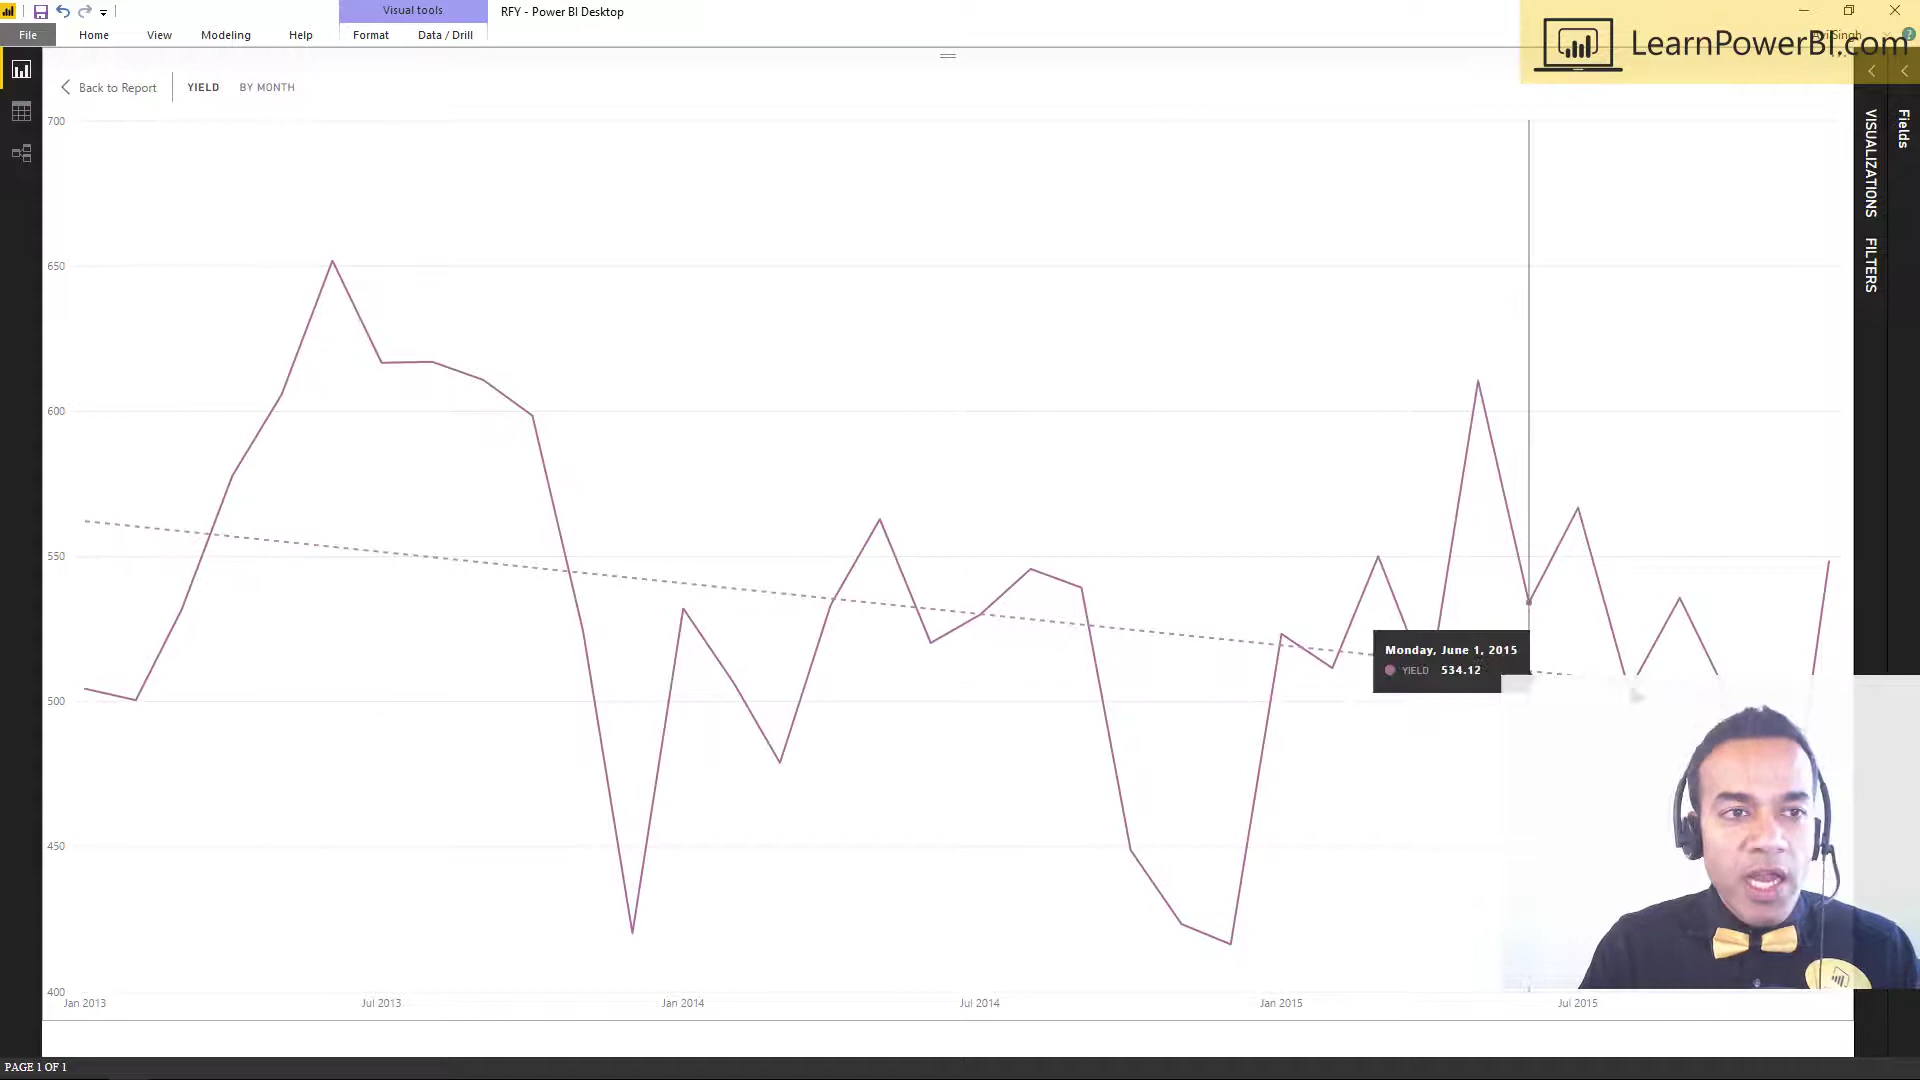 Visual tools
RFY - Power BI Desktop
File
Home
View
Modeling
Help
Format
Data / Drill
LearnPowerBI.com
Back to Report
YIELD
BY MONTH
700
650
600
550
500
450
400
Jan 2013
Jul 2013
Jan 2014
Jul 2014
Jan 2015
Jul 2015
Monday, June 1, 2015
YIELD 534.12
VISUALIZATIONS
FILTERS
Fields
PAGE 1 OF 1